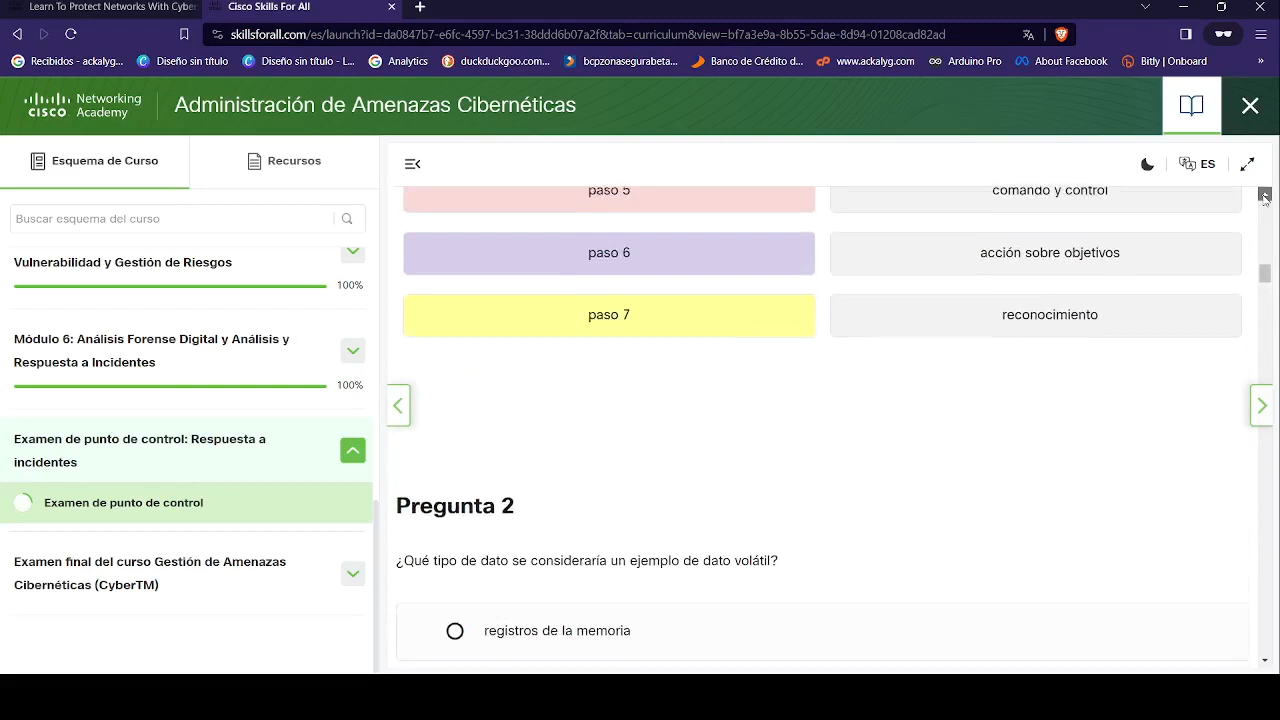 Learn To Protect Networks With Cyber
Cisco Skills For All
skillsforall.com/es/launch?id=da0847b7-e6fc-4597-bc31-38ddd6b07a2f&tab=curriculum&view=bf7a3e9a-8b55-5dae-8d94-01208cad82ad
Recibidos - ackalyg...
Diseño sin título
Diseño sin título - L...
Analytics
duckduckgoo.com...
bcpzonasegurabeta...
Banco de Crédito d...
www.ackalyg.com
Arduino Pro
About Facebook
Bitly | Onboard
Networking
CISCO Academy
Administración de Amenazas Cibernéticas
Esquema de Curso
Recursos
ES
Buscar esquema del curso
Vulnerabilidad y Gestión de Riesgos
100%
Módulo 6: Análisis Forense Digital y Análisis y
Respuesta a Incidentes
100%
Examen de punto de control: Respuesta a
incidentes
Examen de punto de control
Examen final del curso Gestión de Amenazas
Cibernéticas (CyberTM)
paso 5
comando y control
paso 6
acción sobre objetivos
paso 7
reconocimiento
Pregunta 2
¿Qué tipo de dato se consideraría un ejemplo de dato volátil?
registros de la memoria